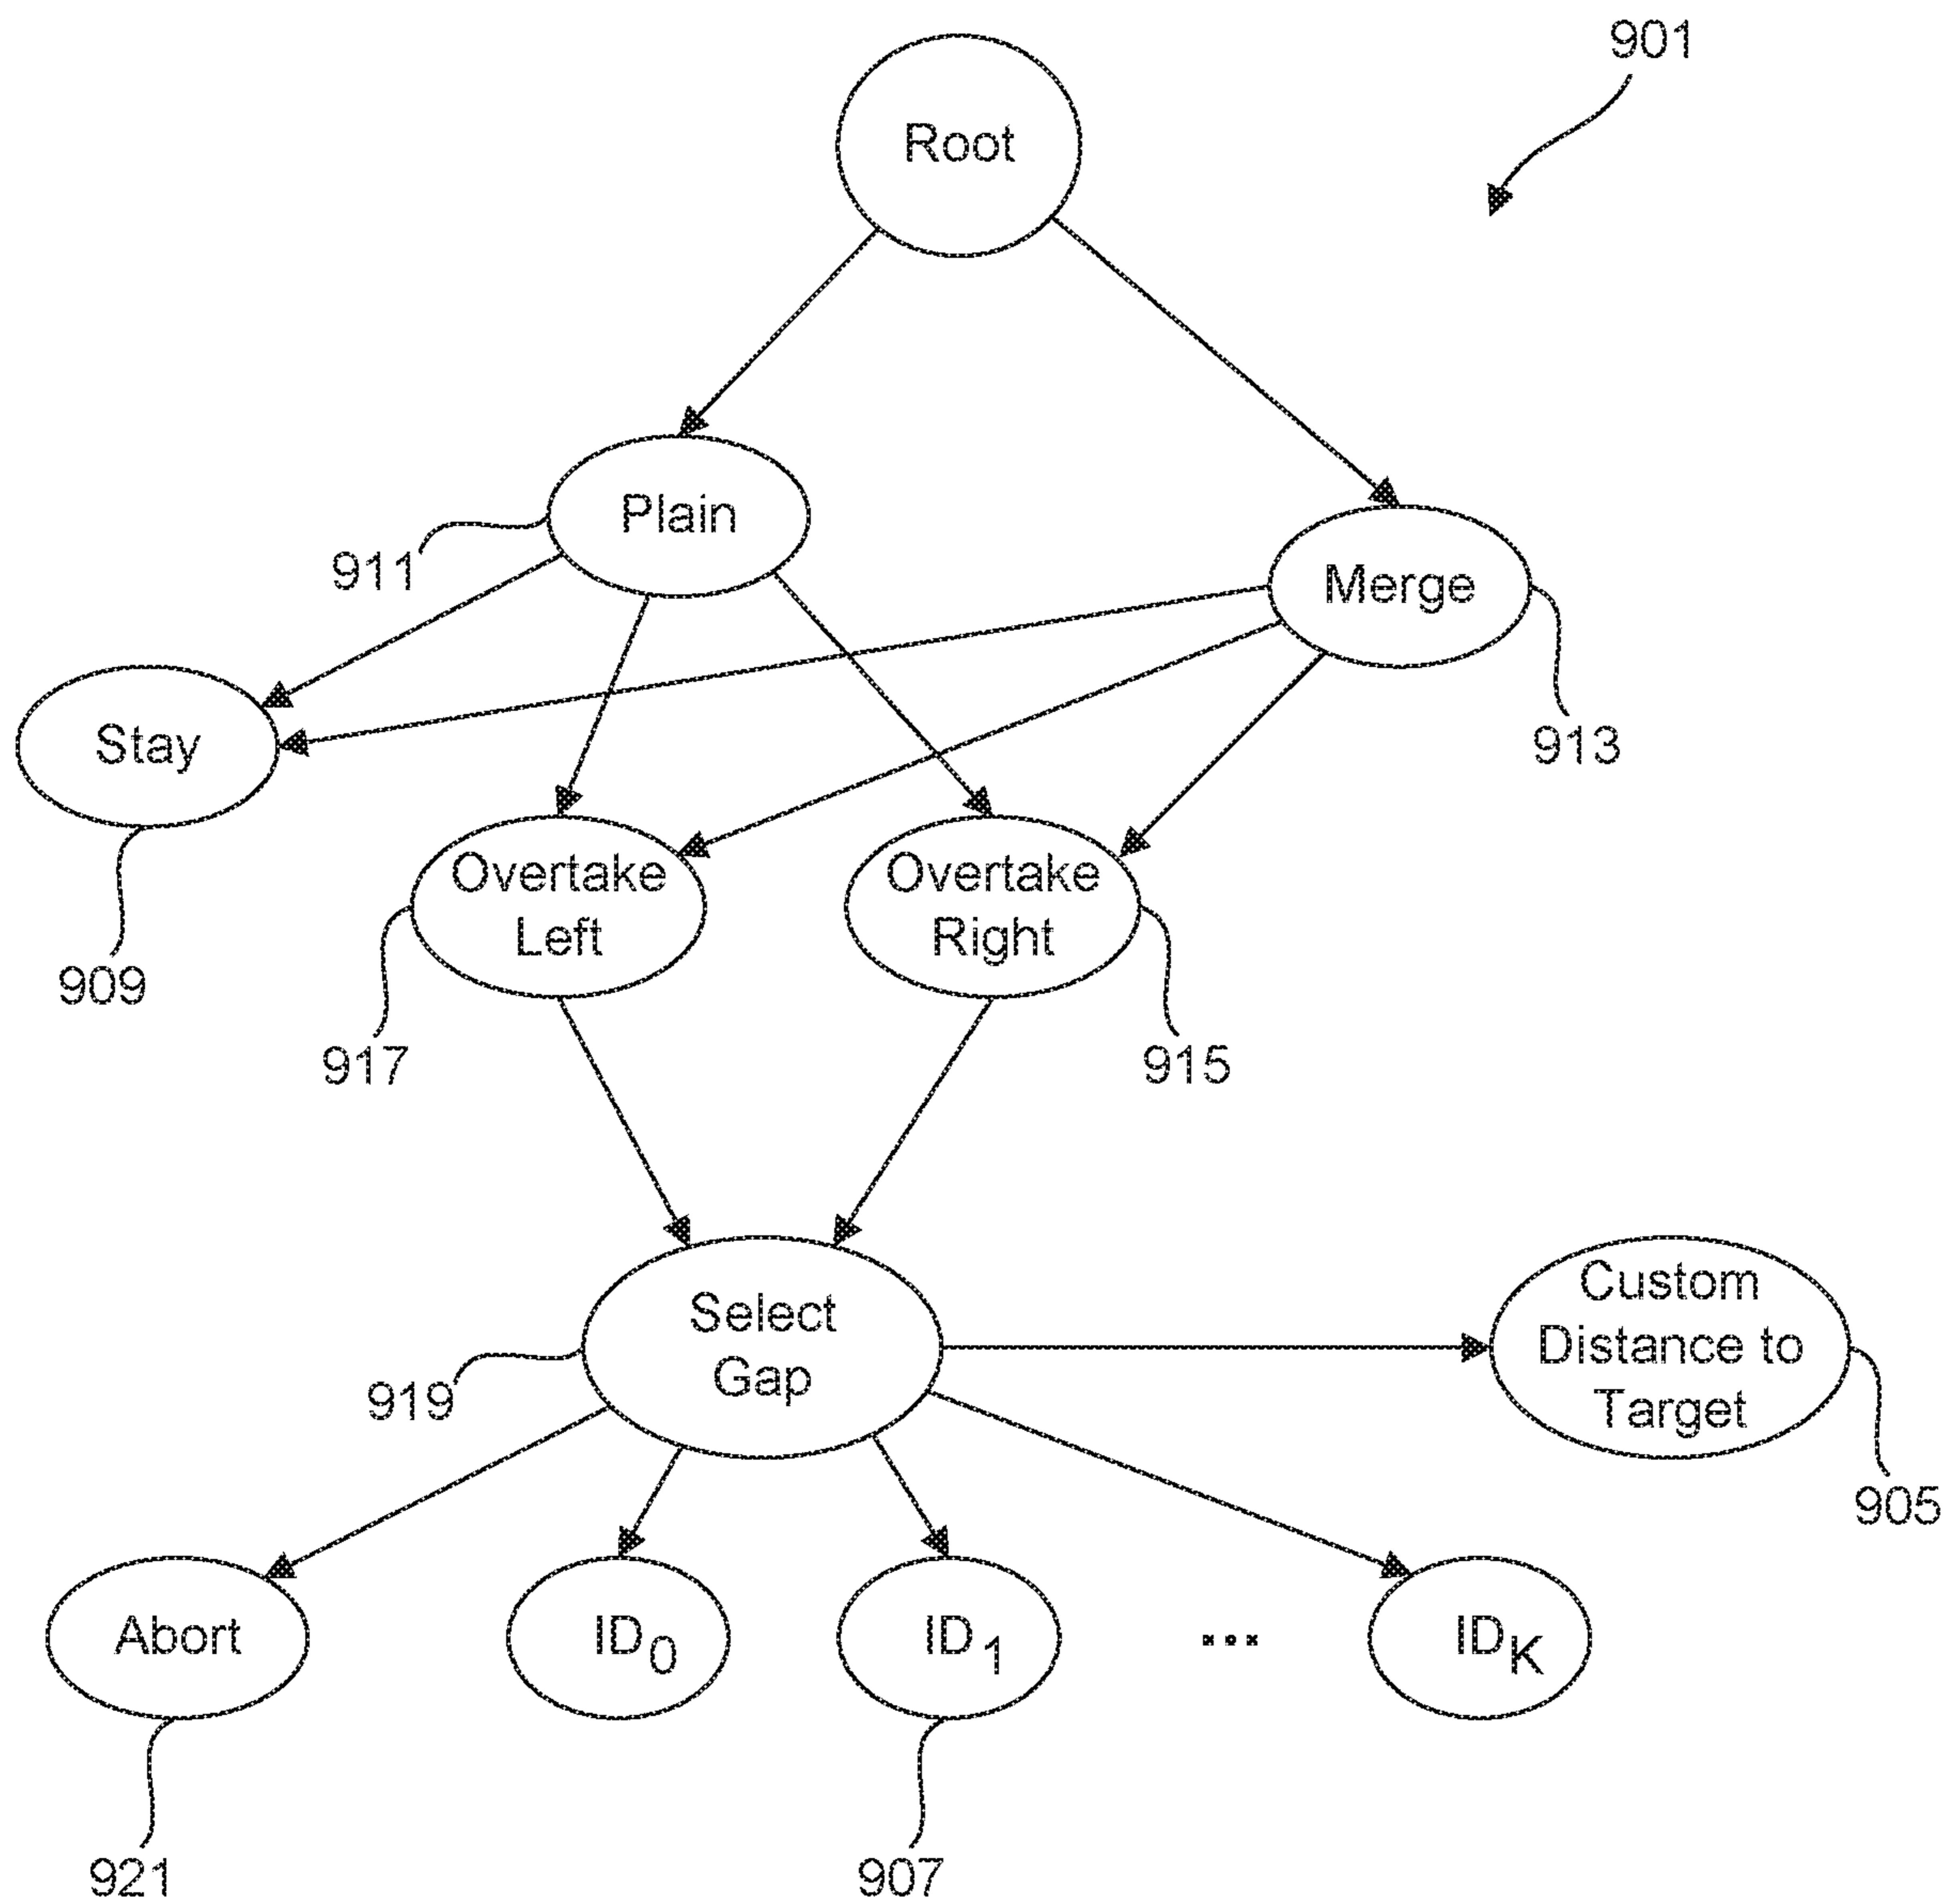 901
Root
Plain
911
Merge
Stay
913
Overtake
Left
Overtake
Right
909
917
915
Select
Gap
919
Custom
Distance to
Target
905
Abort
ID0
ID1
...
IDK
921
907